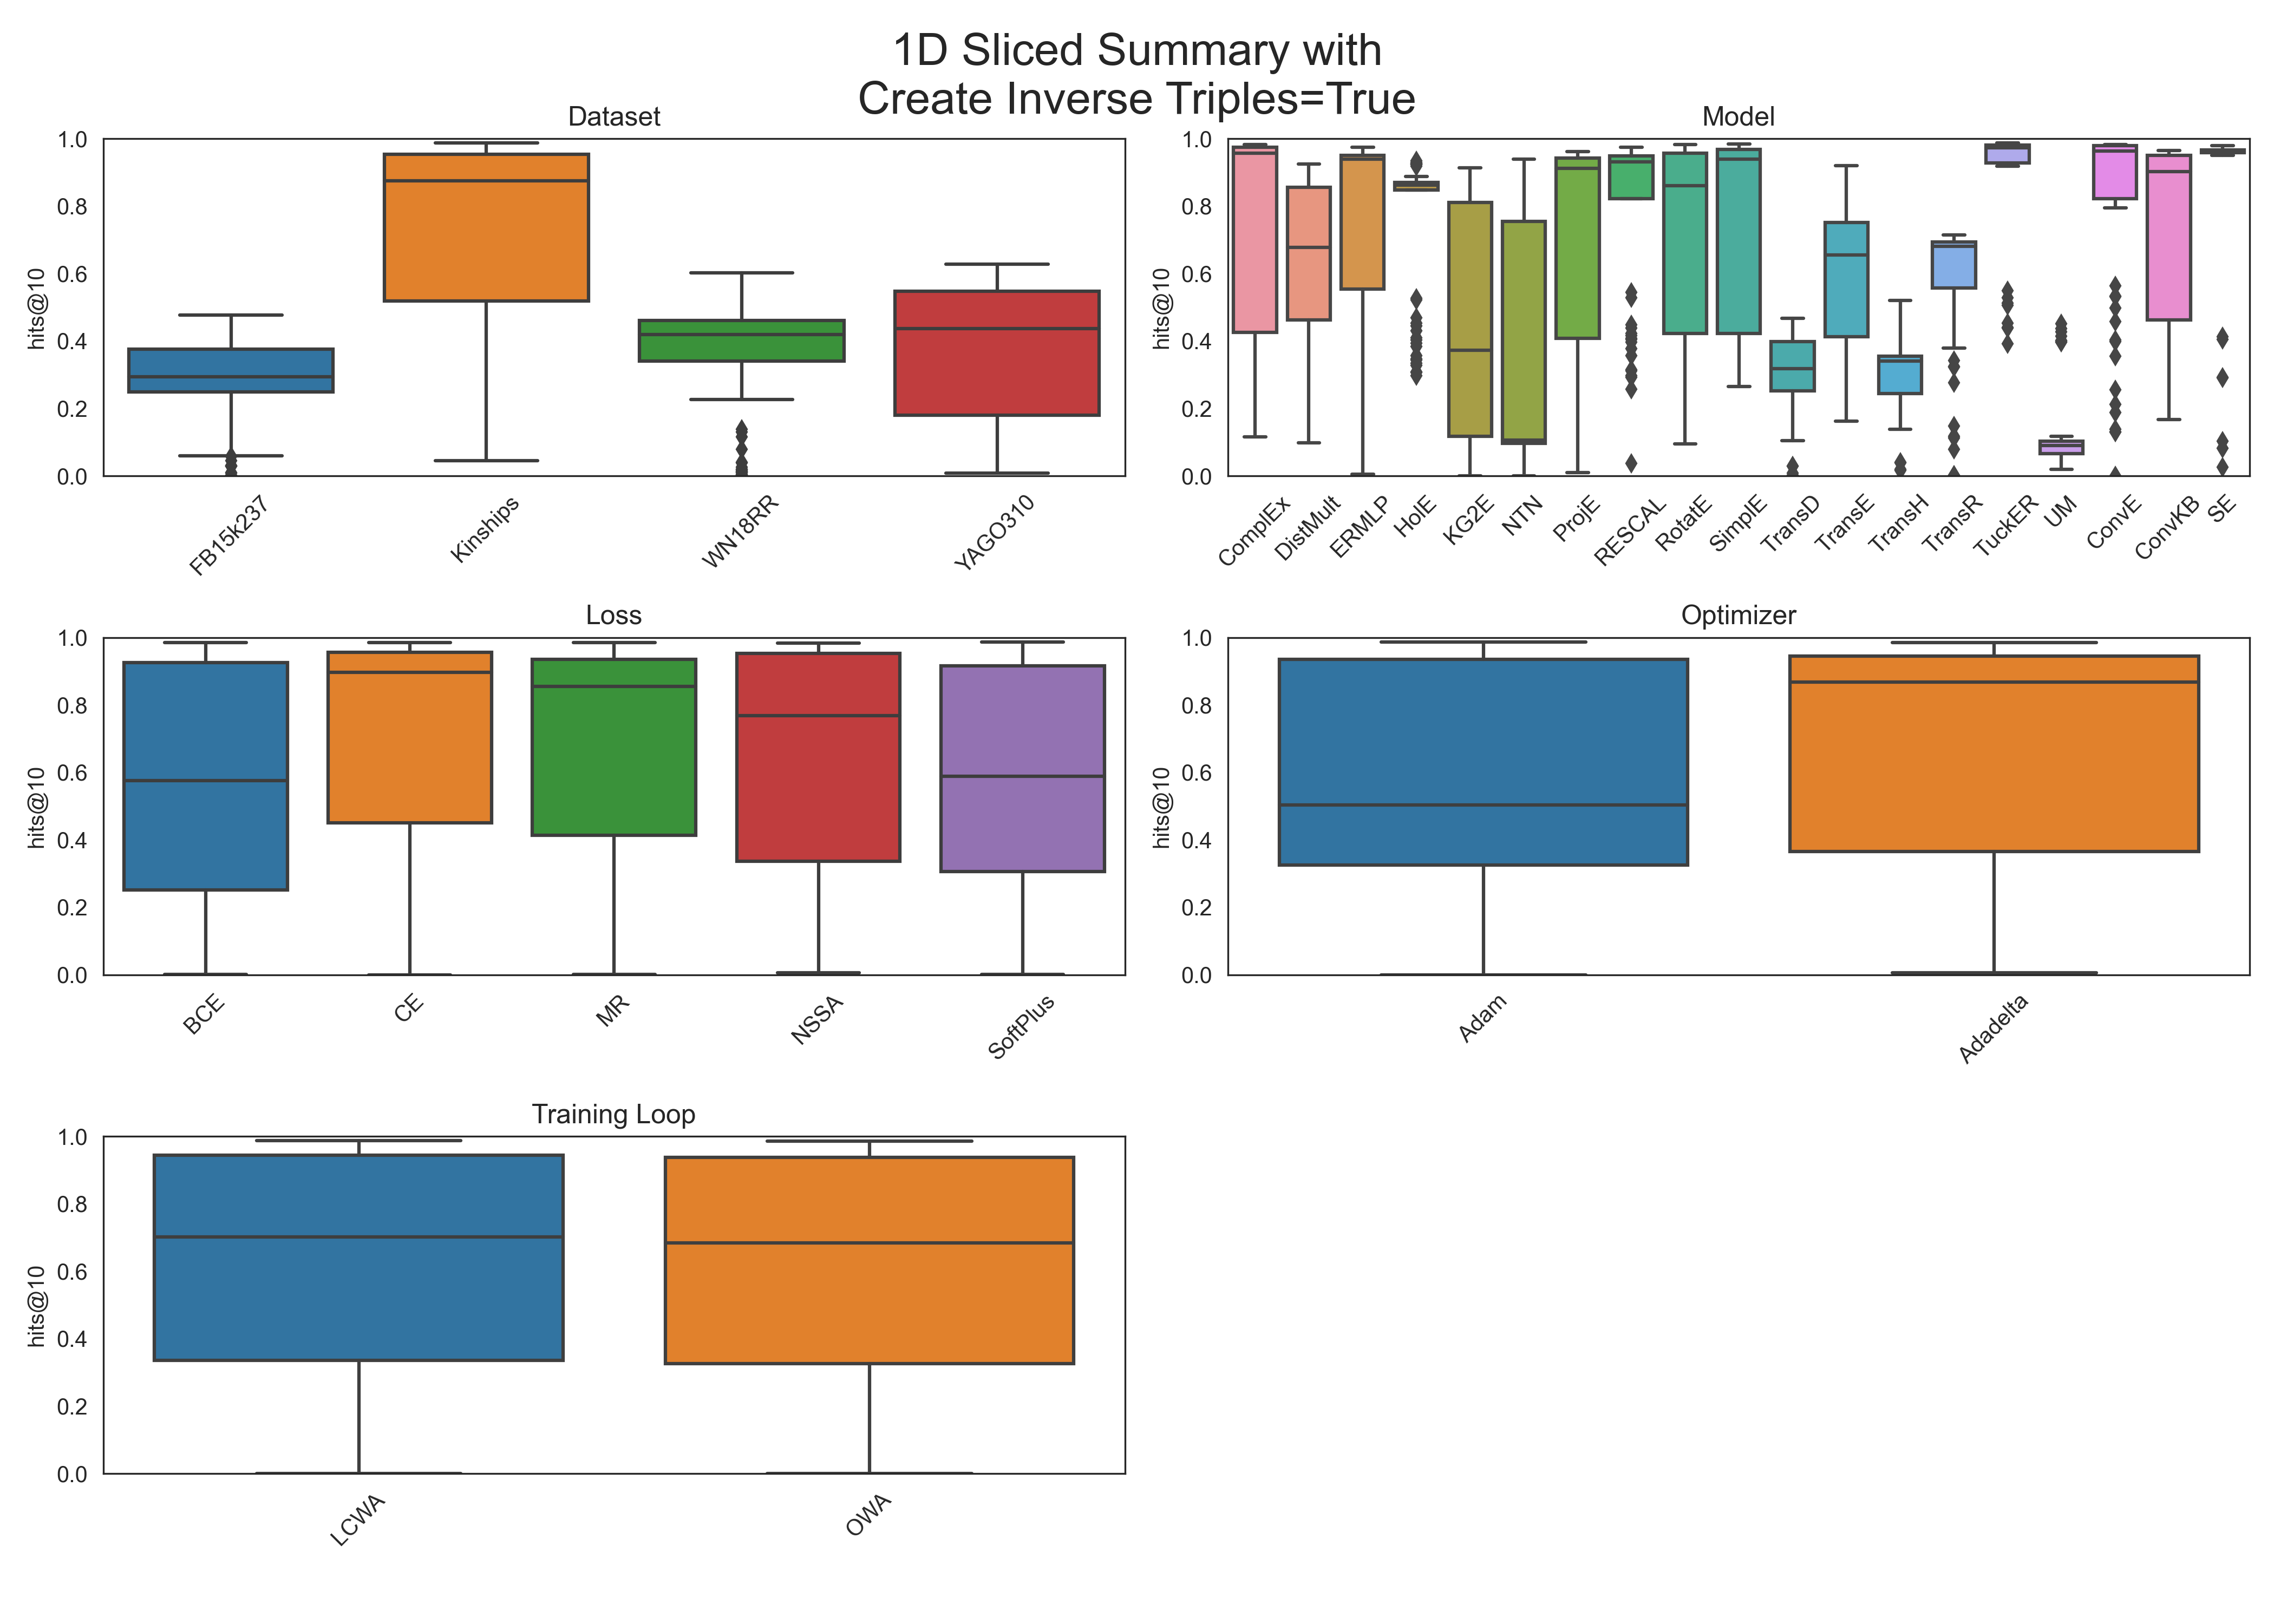 1D Sliced Summary with
Create Inverse Triples=True
Dataset
hits@10
1.0
0.8
0.6
0.4
0.2
0.0
FB15k237
Kinships
WN18RR
YAGO310
Model
hits@10
1.0
0.8
0.6
0.4
0.2
0.0
ComplEx
DistMult
ERMLP
HolE
KG2E
NTN
ProjE
RESCAL
RotatE
SimplE
TransD
TransE
TransH
TransR
TuckER
UM
ConvE
ConvKB
SE
Loss
hits@10
1.0
0.8
0.6
0.4
0.2
0.0
BCE
CE
MR
NSSA
SoftPlus
Optimizer
hits@10
1.0
0.8
0.6
0.4
0.2
0.0
Adam
Adadelta
Training Loop
hits@10
1.0
0.8
0.6
0.4
0.2
0.0
LCWA
OWA